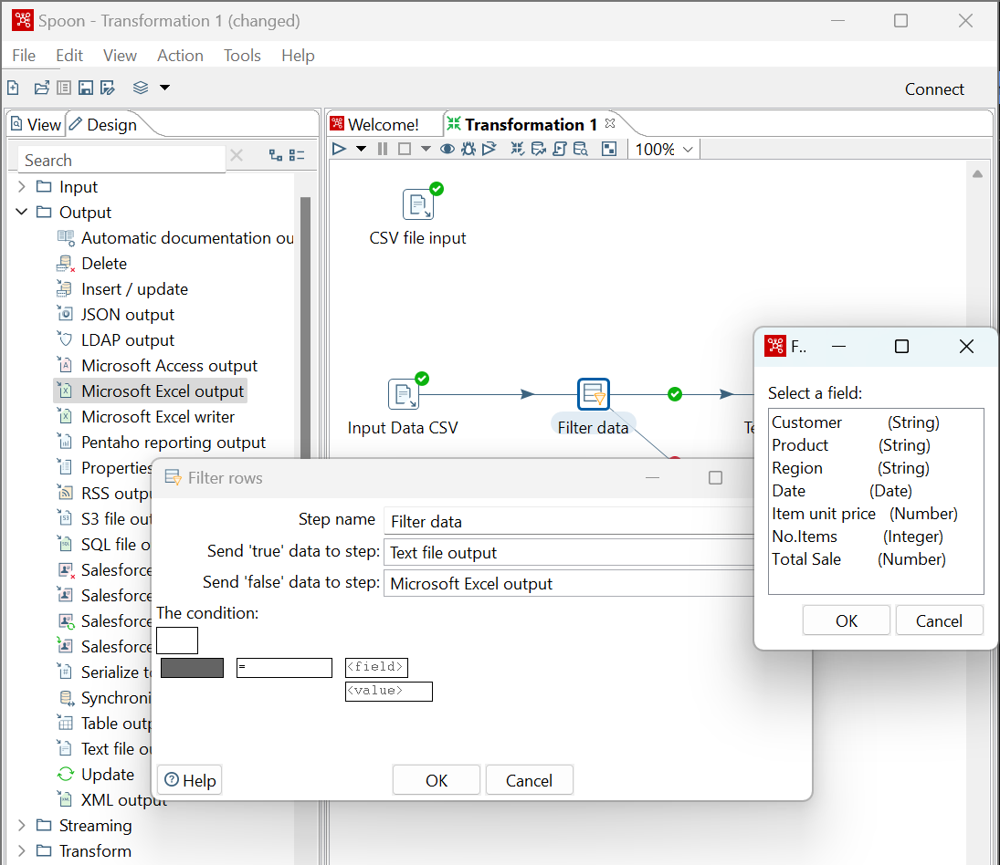 Spoon - Transformation 1 (changed)
File Edit View Action Tools Help
Connect
View Design
Search
Input
Output
Automatic documentation ou
Delete
Insert / update
JSON output
LDAP output
Microsoft Access output
Microsoft Excel output
Microsoft Excel writer
Pentaho reporting output
Properties
RSS outpu
S3 file out
SQL file o
Salesforce
Salesforce
Salesforce
Salesforce
Serialize to
Synchroni
Table outp
Text file ou
Update
XML output
Streaming
Transform
Welcome! Transformation 1
100%
CSV file input
Input Data CSV
Filter data
Te
Filter rows
Step name Filter data
Send 'true' data to step: Text file output
Send 'false' data to step: Microsoft Excel output
The condition:
= <field>
<value>
Help OK Cancel
F..
Select a field:
Customer (String)
Product (String)
Region (String)
Date (Date)
Item unit price (Number)
No.Items (Integer)
Total Sale (Number)
OK Cancel